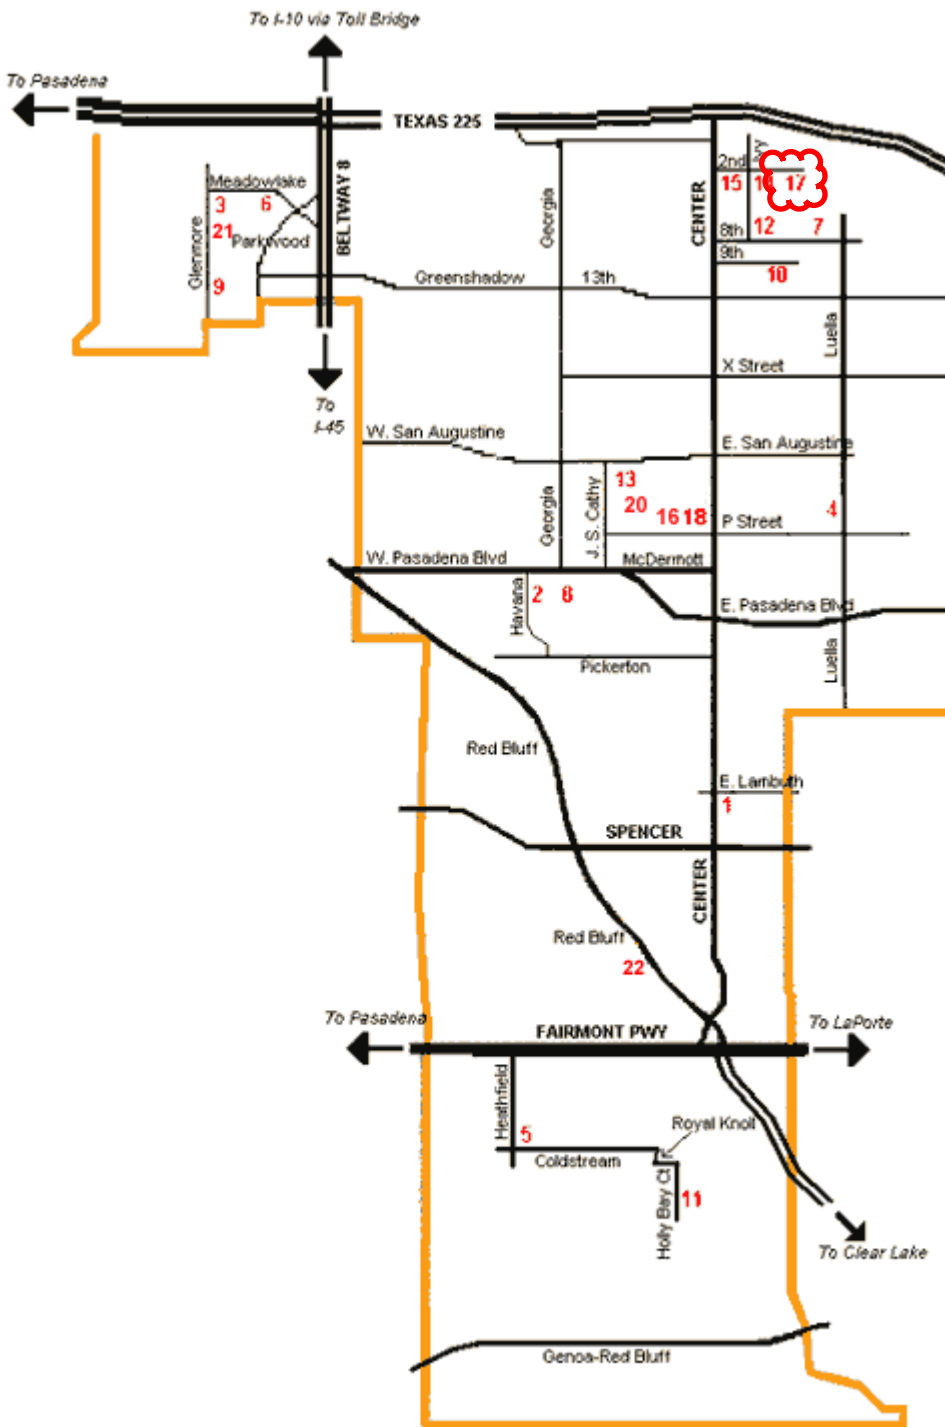 To I-10 via Toll Bridge
To Pasadena
TEXAS 225
Ivy
2nd
15
17
Meadowlake
3
6
BELTWAY 8
Georgia
CENTER
21
Parkwood
12
7
8th
Glenmore
9th
10
9
Greenshadow
13th
Luella
X Street
To
I-45
W. San Augustine
E. San Augustine
13
20
16
18
4
Georgia
J. S. Cathy
P Street
W. Pasadena Blvd
McDermott
Havana
2
8
E. Pasadena Blvd
Pickerton
Luella
Red Bluff
E. Lambuth
1
SPENCER
CENTER
Red Bluff
22
To Pasadena
FAIRMONT PWY
To LaPorte
Heathfield
5
Royal Knoll
Coldstream
Holly Bay Ct
11
To Clear Lake
Genoa-Red Bluff